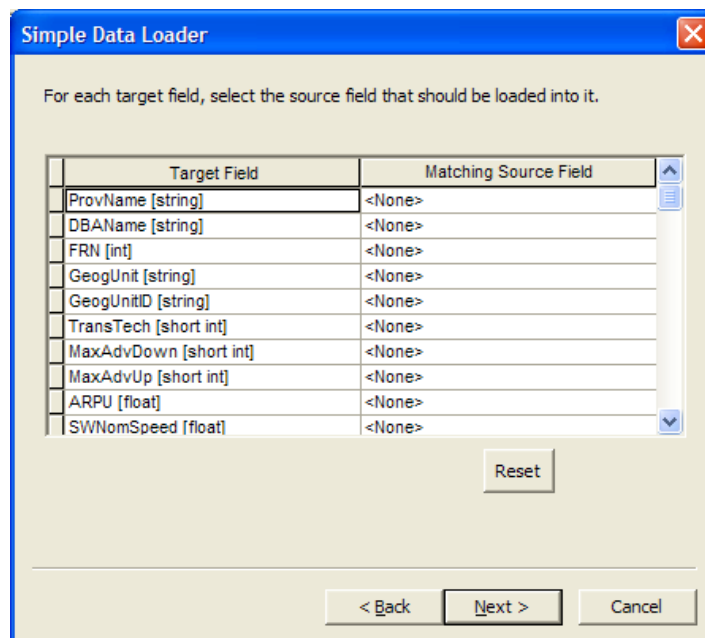 Simple Data Loader
For each target field, select the source field that should be loaded into it.
Target Field Matching Source Field
ProvName [string] <None>
DBAName [string] <None>
FRN [int] <None>
GeogUnit [string] <None>
GeogUnitID [string] <None>
TransTech [short int] <None>
MaxAdvDown [short int] <None>
MaxAdvUp [short int] <None>
ARPU [float] <None>
SWNomSpeed [float] <None>
Reset
< Back Next > Cancel